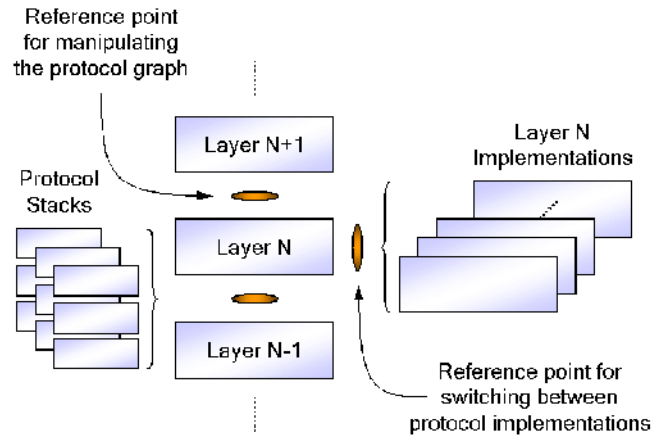 Reference point
for manipulating
the protocol graph
Layer N+1
Layer N
Implementations
Protocol
Stacks
Layer N
Layer N-1
Reference point for
switching between
protocol implementations